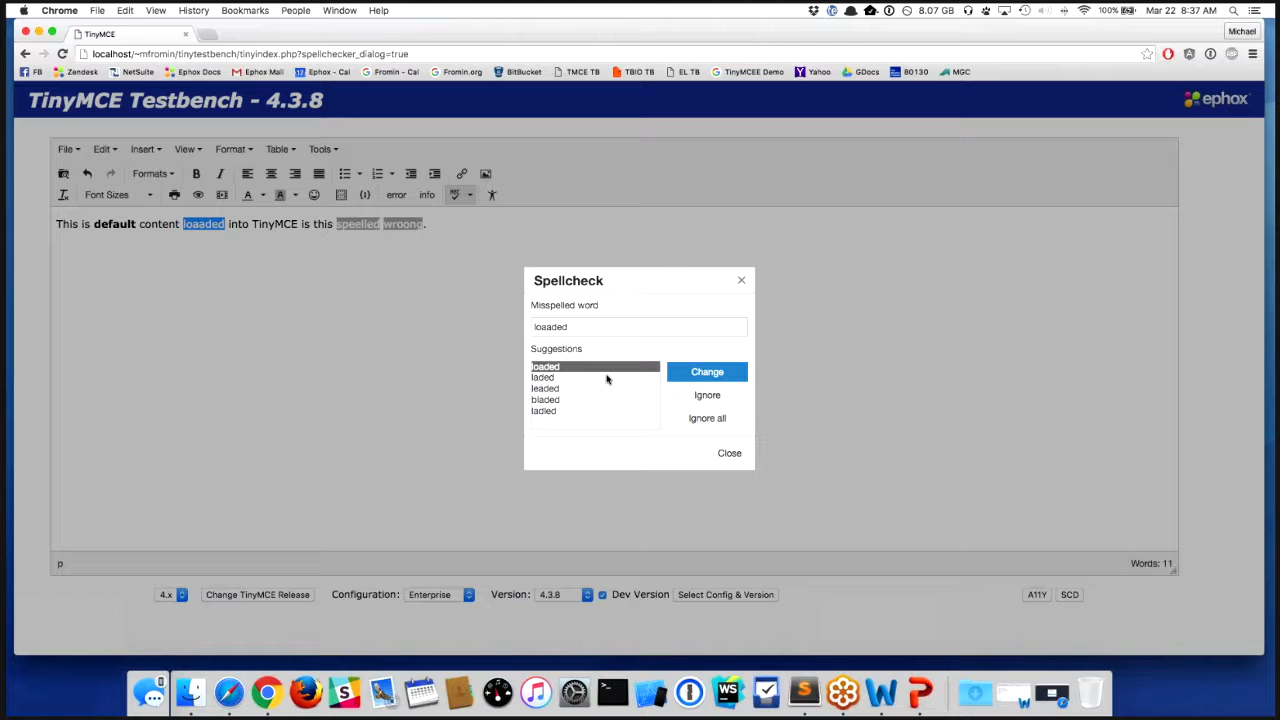 Chrome File Edit View History Bookmarks People Window Help 8.07 GB 100% Mar 22 8:37 AM
TinyMCE Michael
localhost/~mfromin/tinytestbench/tinyindex.php?spellchecker_dialog=true
FB Zendesk NetSuite Ephox Docs Ephox Mail Ephox - Cal Fromin - Cal Fromin.org BitBucket TMCE TB TBIO TB EL TB TinyMCEE Demo Yahoo GDocs 80130 MGC
TinyMCE Testbench - 4.3.8 ephox
File Edit Insert View Format Table Tools
Formats B I
Font Sizes A A error info ABC
This is default content loaaded into TinyMCE is this speelled wroong.
Spellcheck
Misspelled word
loaaded
Suggestions
loaded
laded
leaded
bladed
ladled
Change
Ignore
Ignore all
Close
p Words: 11
4.x Change TinyMCE Release Configuration: Enterprise Version: 4.3.8 Dev Version Select Config & Version A11Y SCD